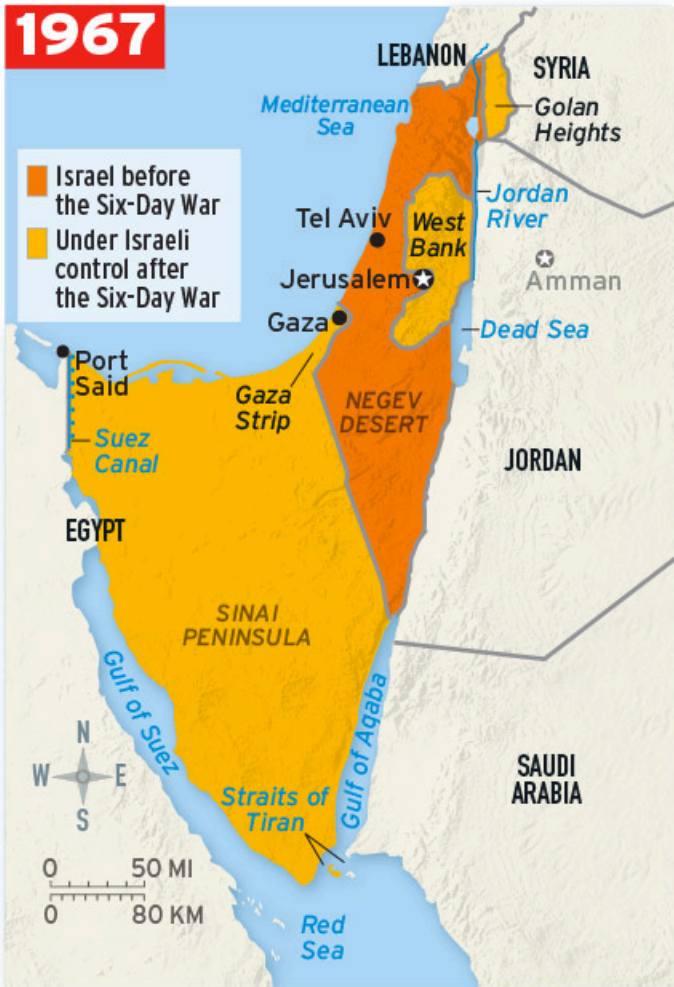 1967
LEBANON
SYRIA
Mediterranean
Sea
Golan
Heights
Israel before
the Six-Day War
Under Israeli
control after
the Six-Day War
Jordan
River
Tel Aviv
West
Bank
Jerusalem
Amman
Gaza
Dead Sea
Port
Said
Gaza
Strip
NEGEV
DESERT
Suez
Canal
JORDAN
EGYPT
SINAI
PENINSULA
Gulf of Suez
Gulf of Aqaba
N
W E
S
SAUDI
ARABIA
Straits of
Tiran
0 50 MI
0 80 KM
Red
Sea